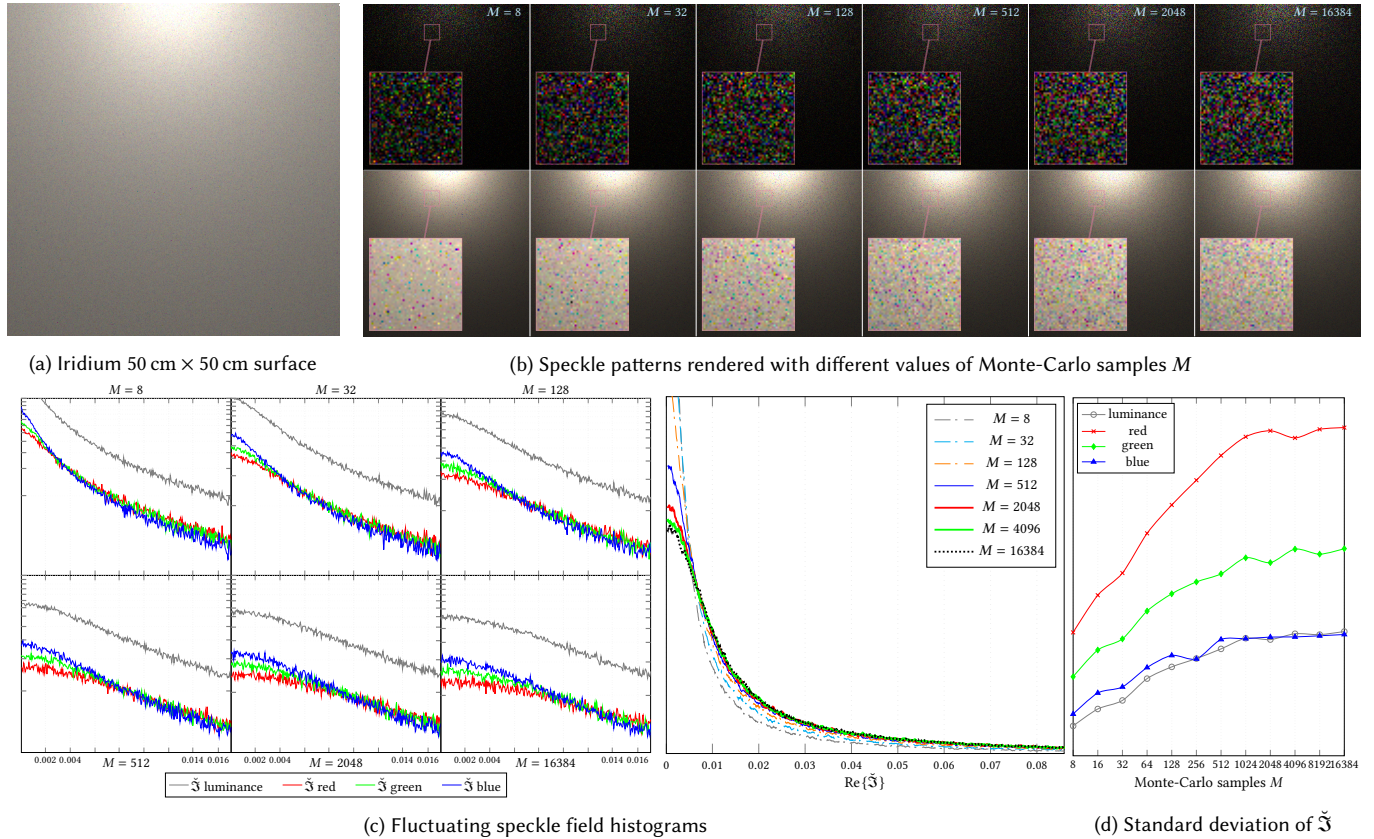 M = 8
M = 32
M = 128
M = 512
M = 2048
M = 16384
(a) Iridium 50 cm × 50 cm surface
(b) Speckle patterns rendered with different values of Monte-Carlo samples M
M = 8
M = 32
M = 128
0.002 0.004
0.014 0.016
0.002 0.004
0.014 0.016
0.002 0.004
0.014 0.016
M = 512
M = 2048
M = 16384
ℑ̌ luminance
ℑ̌ red
ℑ̌ green
ℑ̌ blue
M = 8
M = 32
M = 128
M = 512
M = 2048
M = 4096
M = 16384
0
0.01
0.02
0.03
0.04
0.05
0.06
0.07
0.08
Re{ℑ̌}
(c) Fluctuating speckle field histograms
luminance
red
green
blue
8
16
32
64
128
256
512
1024
2048
4096
8192
16384
Monte-Carlo samples M
(d) Standard deviation of ℑ̌